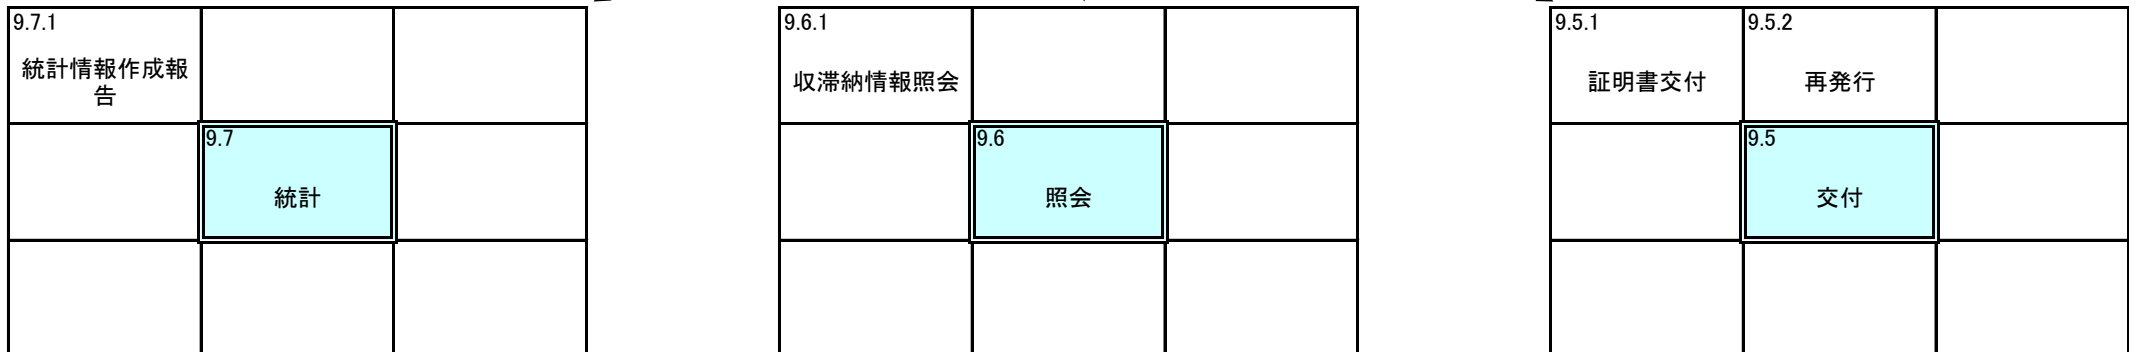 9.7.1
統計情報作成報
告
9.7
統計
9.6.1
収滞納情報照会
9.6
照会
9.5.1
証明書交付
9.5.2
再発行
9.5
交付